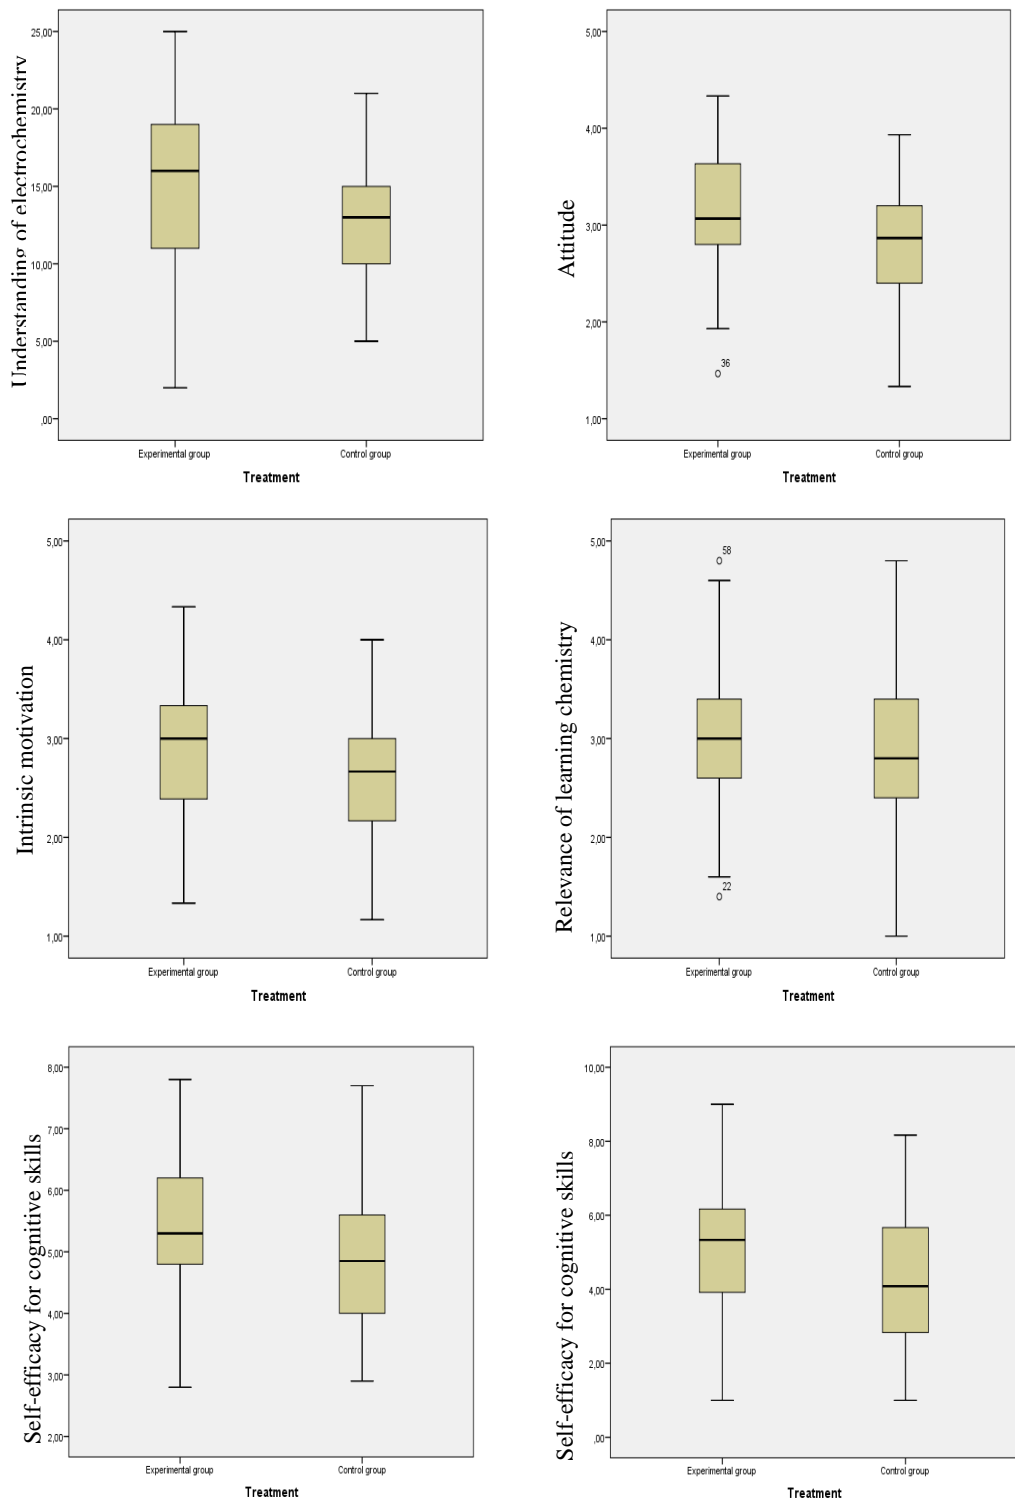 Understanding of electrochemistry
25,00
20,00
15,00
10,00
5,00
,00
Experimental group
Control group
Treatment
Attitude
5,00
4,00
3,00
2,00
1,00
36
Experimental group
Control group
Treatment
Intrinsic motivation
5,00
4,00
3,00
2,00
1,00
Experimental group
Control group
Treatment
Relevance of learning chemistry
5,00
4,00
3,00
2,00
1,00
58
22
Experimental group
Control group
Treatment
Self-efficacy for cognitive skills
8,00
7,00
6,00
5,00
4,00
3,00
2,00
Experimental group
Control group
Treatment
Self-efficacy for cognitive skills
10,00
8,00
6,00
4,00
2,00
,00
Experimental group
Control group
Treatment